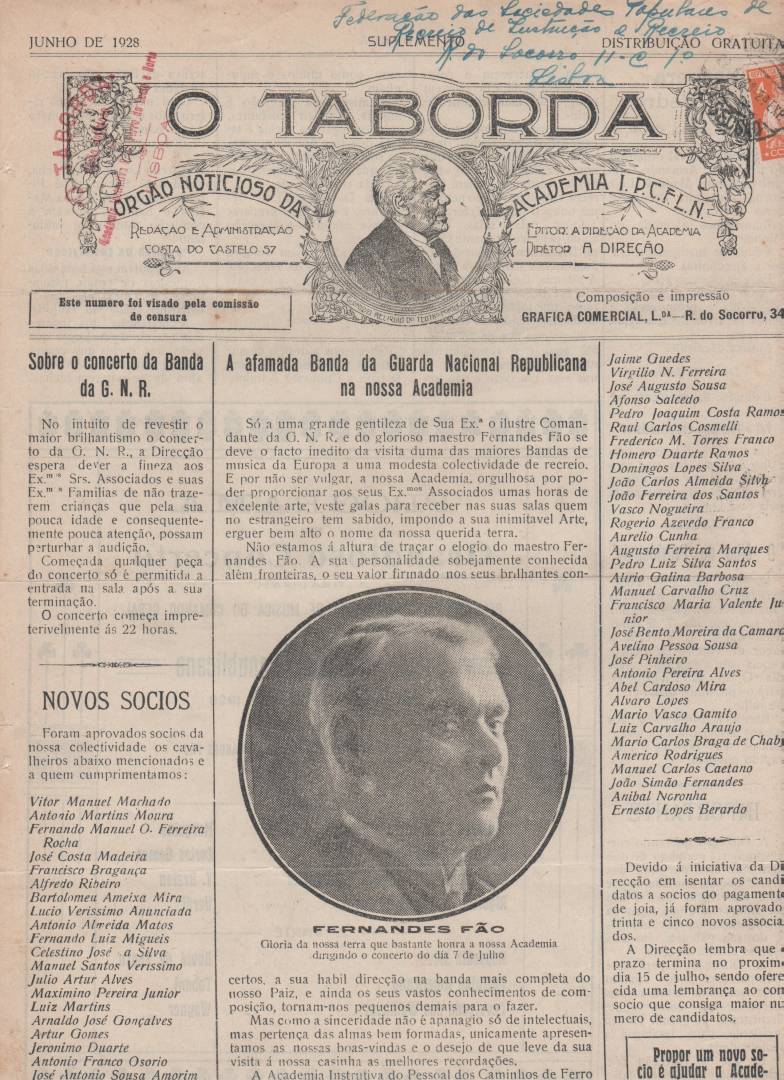 Federação das Sociedades Populares de
Recreio de Instrução e Recreio
R. do Socorro 11-C 1º
Lisboa
JUNHO DE 1928
SUPLEMENTO
DISTRIBUIÇÃO GRATUITA
O TABORDA
TABORDA
LISBOA
ORGÃO NOTICIOSO DA
ACADEMIA I. P. C. F. L. N.
REDAÇÃO E ADMINISTRAÇÃO
COSTA DO CASTELO 57
EDITOR: A DIREÇÃO DA ACADEMIA
DIRETOR A DIREÇÃO
Este numero foi visado pela comissão
de censura
Composição e impressão
GRAFICA COMERCIAL, L.DA—R. do Socorro, 34
Sobre o concerto da Banda
da G. N. R.
No intuito de revestir o
maior brilhantismo o concer-
to da G. N. R., a Direcção
espera dever a fineza aos
Ex.mos Srs. Associados e suas
Ex.mas Familias de não traze-
rem crianças que pela sua
pouca idade e consequente-
mente pouca atenção, possam
perturbar a audição.
Começada qualquer peça
do concerto só é permitida a
entrada na sala após a sua
terminação.
O concerto começa impre-
terivelmente ás 22 horas.
NOVOS SOCIOS
Foram aprovados socios da
nossa colectividade os cava-
lheiros abaixo mencionados e
a quem cumprimentamos:
Vitor Manuel Machado
Antonio Martins Moura
Fernando Manuel O. Ferreira
Rocha
José Costa Madeira
Francisco Bragança
Alfredo Ribeiro
Bartolomeu Ameixa Mira
Lucio Verissimo Anunciada
Antonio Almeida Matos
Fernando Luiz Migueis
Celestino José a Silva
Manuel Santos Verissimo
Julio Artur Alves
Maximino Pereira Junior
Luiz Martins
Arnaldo José Gonçalves
Artur Gomes
Jeronimo Duarte
Antonio Franco Osorio
José Antonio Sousa Amorim
A afamada Banda da Guarda Nacional Republicana
na nossa Academia
Só a uma grande gentileza de Sua Ex.ª o ilustre Coman-
dante da G. N. R. e do glorioso maestro Fernandes Fão se
deve o facto inedito da visita duma das maiores Bandas de
musica da Europa a uma modesta colectividade de recreio.
E por não ser vulgar, a nossa Academia, orgulhosa por po-
der proporcionar aos seus Ex.mos Associados umas horas de
excelente arte, veste galas para receber nas suas salas quem
no estrangeiro tem sabido, impondo a sua inimitavel Arte,
erguer bem alto o nome da nossa querida terra.
Não estamos á altura de traçar o elogio do maestro Fer-
nandes Fão. A sua personalidade sobejamente conhecida
além fronteiras, o seu valor firmado nos seus brilhantes con-
FERNANDES FÃO
Gloria da nossa terra que bastante honra a nossa Academia
dirigindo o concerto do dia 7 de Julho
certos, a sua habil direcção na banda mais completa do
nosso Paiz, e ainda os seus vastos conhecimentos de com-
posição, tornam-nos pequenos demais para o fazer.
Mas como a sinceridade não é apanagio só de intelectuais,
mas pertença das almas bem formadas, unicamente apresen-
tamos as nossas boas-vindas e o desejo de que leve da sua
visita á nossa casinha as melhores recordações.
A Academia Instrutiva do Pessoal dos Caminhos de Ferro
Jaime Guedes
Virgilio N. Ferreira
José Augusto Sousa
Afonso Salcedo
Pedro Joaquim Costa Ramos
Raul Carlos Cosmelli
Frederico M. Torres Franco
Homero Duarte Ramos
Domingos Lopes Silva
João Carlos Almeida Silva
João Ferreira dos Santos
Vasco Nogueira
Rogerio Azevedo Franco
Aurelio Cunha
Augusto Ferreira Marques
Pedro Luiz Silva Santos
Alirio Galina Barbosa
Manuel Carvalho Cruz
Francisco Maria Valente Ju-
nior
José Bento Moreira da Camara
Avelino Pessoa Sousa
José Pinheiro
Antonio Pereira Alves
Abel Cardoso Mira
Alvaro Lopes
Mario Vasco Gamito
Luiz Carvalho Araujo
Mario Carlos Braga de Chaby
Americo Rodrigues
Manuel Carlos Caetano
João Simão Fernandes
Anibal Noronha
Ernesto Lopes Berardo
Devido á iniciativa da Di
recção em isentar os candi
datos a socios do pagament
de joia, já foram aprovado
trinta e cinco novos associa
dos.
A Direcção lembra que
prazo termina no proxim
dia 15 de julho, sendo ofere
cida uma lembrança ao con
socio que consiga maior nu
mero de candidatos.
Propor um novo so-
cio é ajudar a Acade-